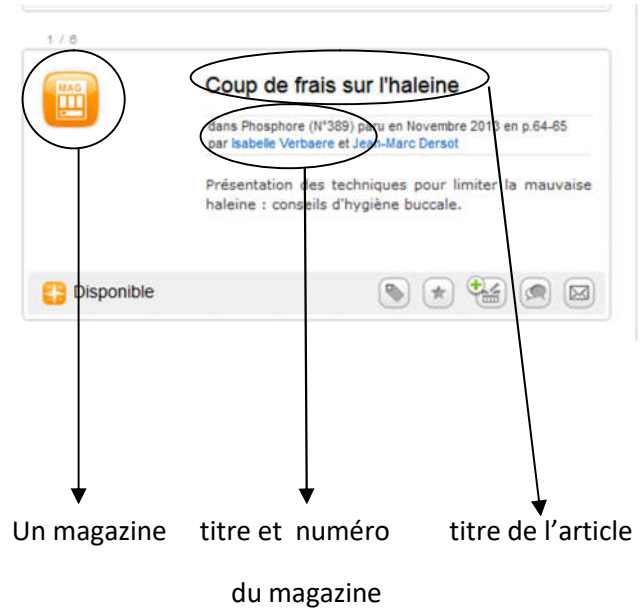 1 / 6
MAG
Coup de frais sur l'haleine
dans Phosphore (N°389) paru en Novembre 2013 en p.64-65
par Isabelle Verbaere et Jean-Marc Dersot
Présentation des techniques pour limiter la mauvaise
haleine : conseils d'hygiène buccale.
Disponible
Un magazine titre et numéro titre de l'article
du magazine